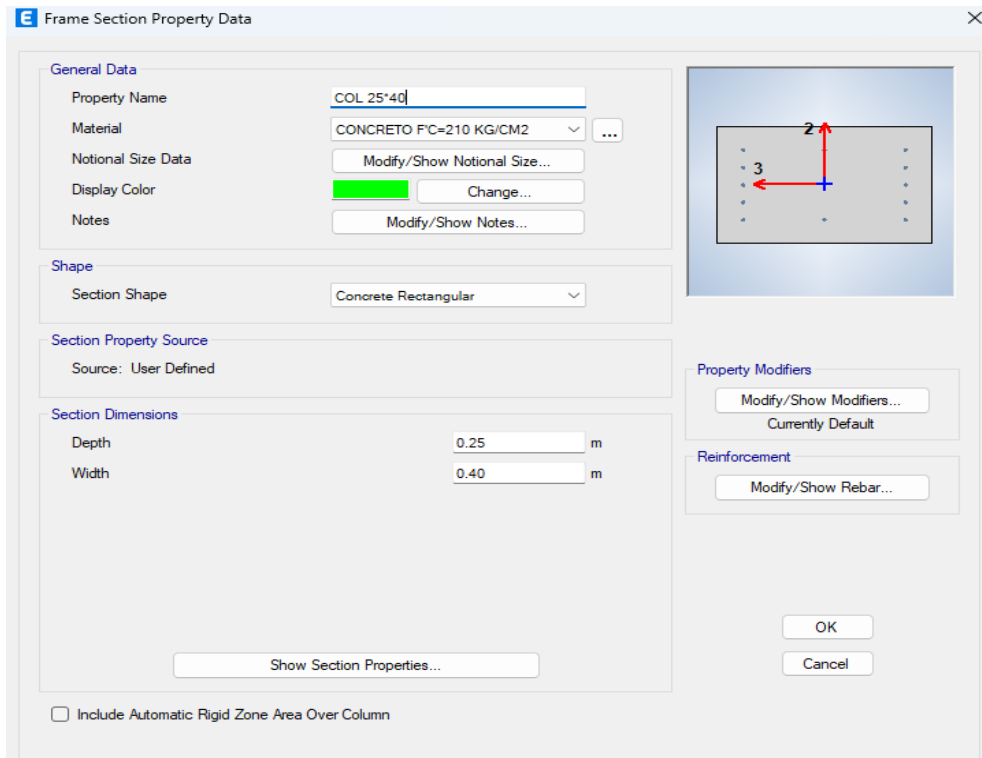 E Frame Section Property Data
General Data
Property Name COL 25*40
Material CONCRETO F'C=210 KG/CM2 ...
Notional Size Data Modify/Show Notional Size...
Display Color Change...
Notes Modify/Show Notes...
2
3
Shape
Section Shape Concrete Rectangular
Section Property Source
Source: User Defined
Property Modifiers
Modify/Show Modifiers...
Currently Default
Section Dimensions
Depth 0.25 m
Width 0.40 m
Reinforcement
Modify/Show Rebar...
Show Section Properties...
OK
Cancel
Include Automatic Rigid Zone Area Over Column